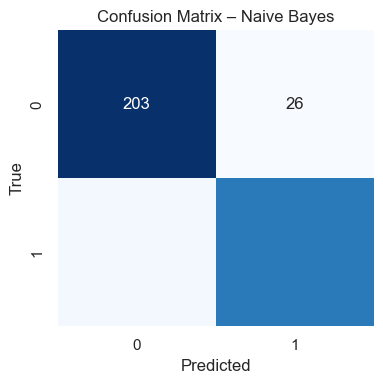 Confusion Matrix – Naive Bayes
0
203
26
True
1
0
1
Predicted